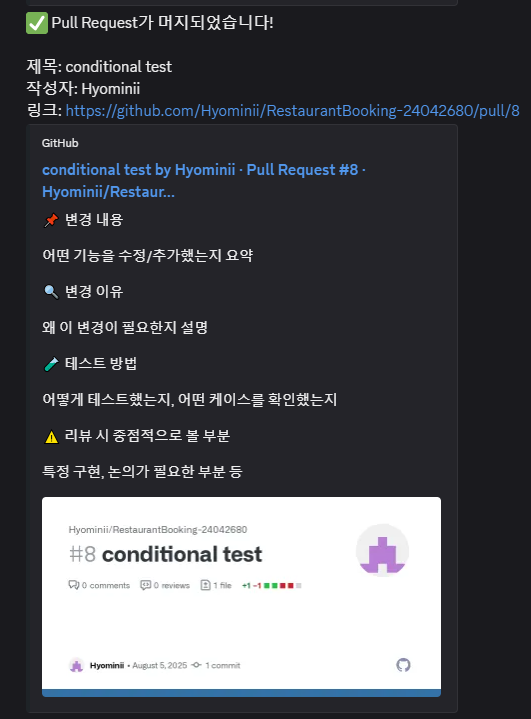 ✅ Pull Request가 머지되었습니다!
제목: conditional test
작성자: Hyominii
링크: https://github.com/Hyominii/RestaurantBooking-24042680/pull/8
GitHub
conditional test by Hyominii · Pull Request #8 ·
Hyominii/Restaur...
📌 변경 내용
어떤 기능을 수정/추가했는지 요약
🔍 변경 이유
왜 이 변경이 필요한지 설명
🧪 테스트 방법
어떻게 테스트했는지, 어떤 케이스를 확인했는지
⚠️ 리뷰 시 중점적으로 볼 부분
특정 구현, 논의가 필요한 부분 등
Hyominii/RestaurantBooking-24042680
#8 conditional test
0 comments 0 reviews 1 file +1 −1
Hyominii • August 5, 2025 1 commit